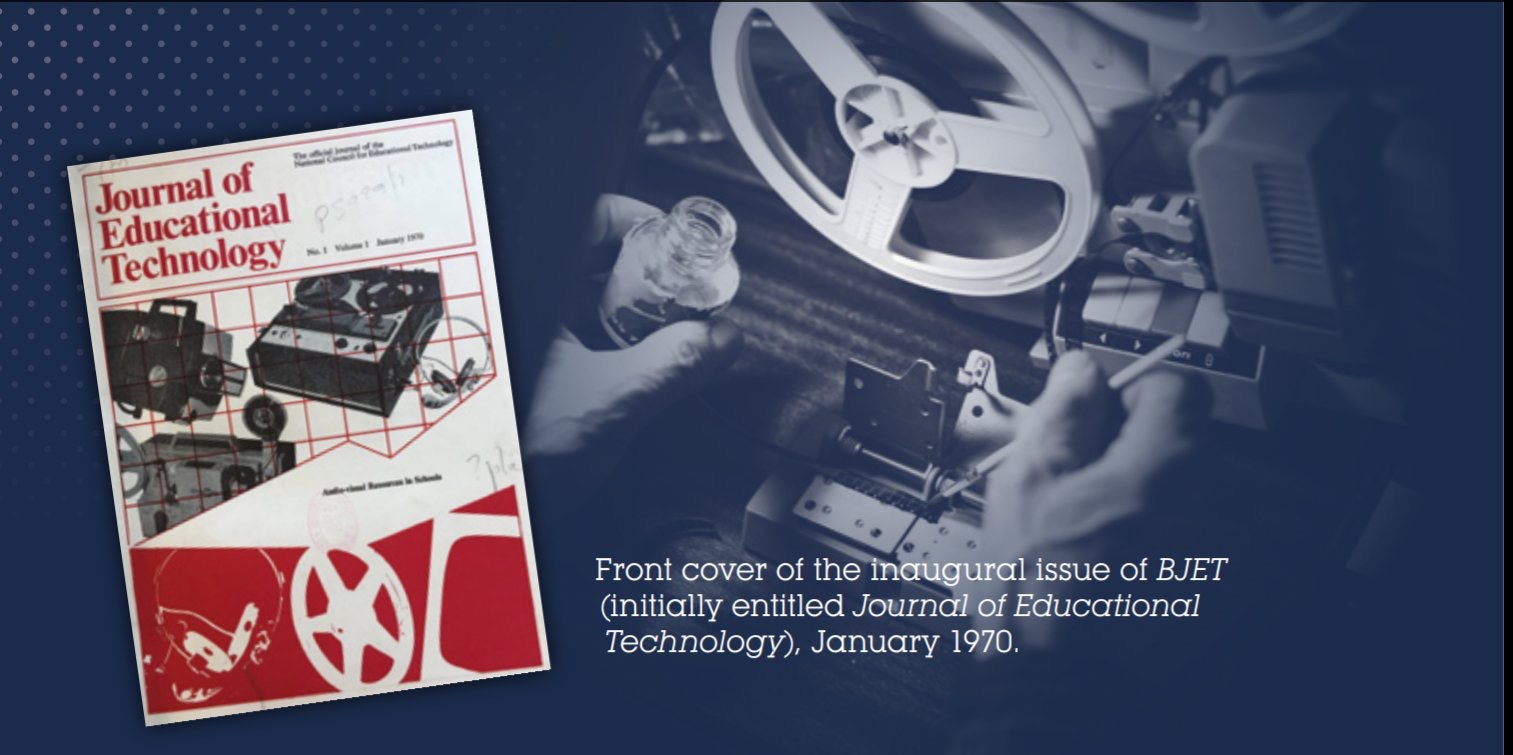 The official journal of the
National Council for Educational Technology
Journal of
Educational
Technology
No. 1 Volume 1 January 1970
Audio-visual Resources in Schools
on
Front cover of the inaugural issue of BJET
(initially entitled Journal of Educational
Technology), January 1970.